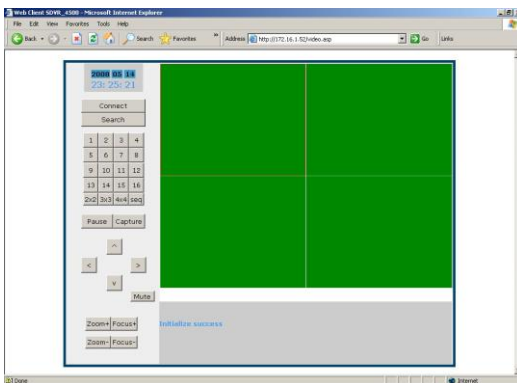 Web Client SDVR_4500 - Microsoft Internet Explorer
File Edit View Favorites Tools Help
Back Search Favorites » Address http://172.16.1.52/video.asp Go Links
2008 05 14
23:25:21
Connect
Search
1 2 3 4
5 6 7 8
9 10 11 12
13 14 15 16
2x2 3x3 4x4 seq
Pause Capture
^
< >
v
Mute
Zoom+ Focus+
Zoom- Focus-
Initialize success
Done Internet